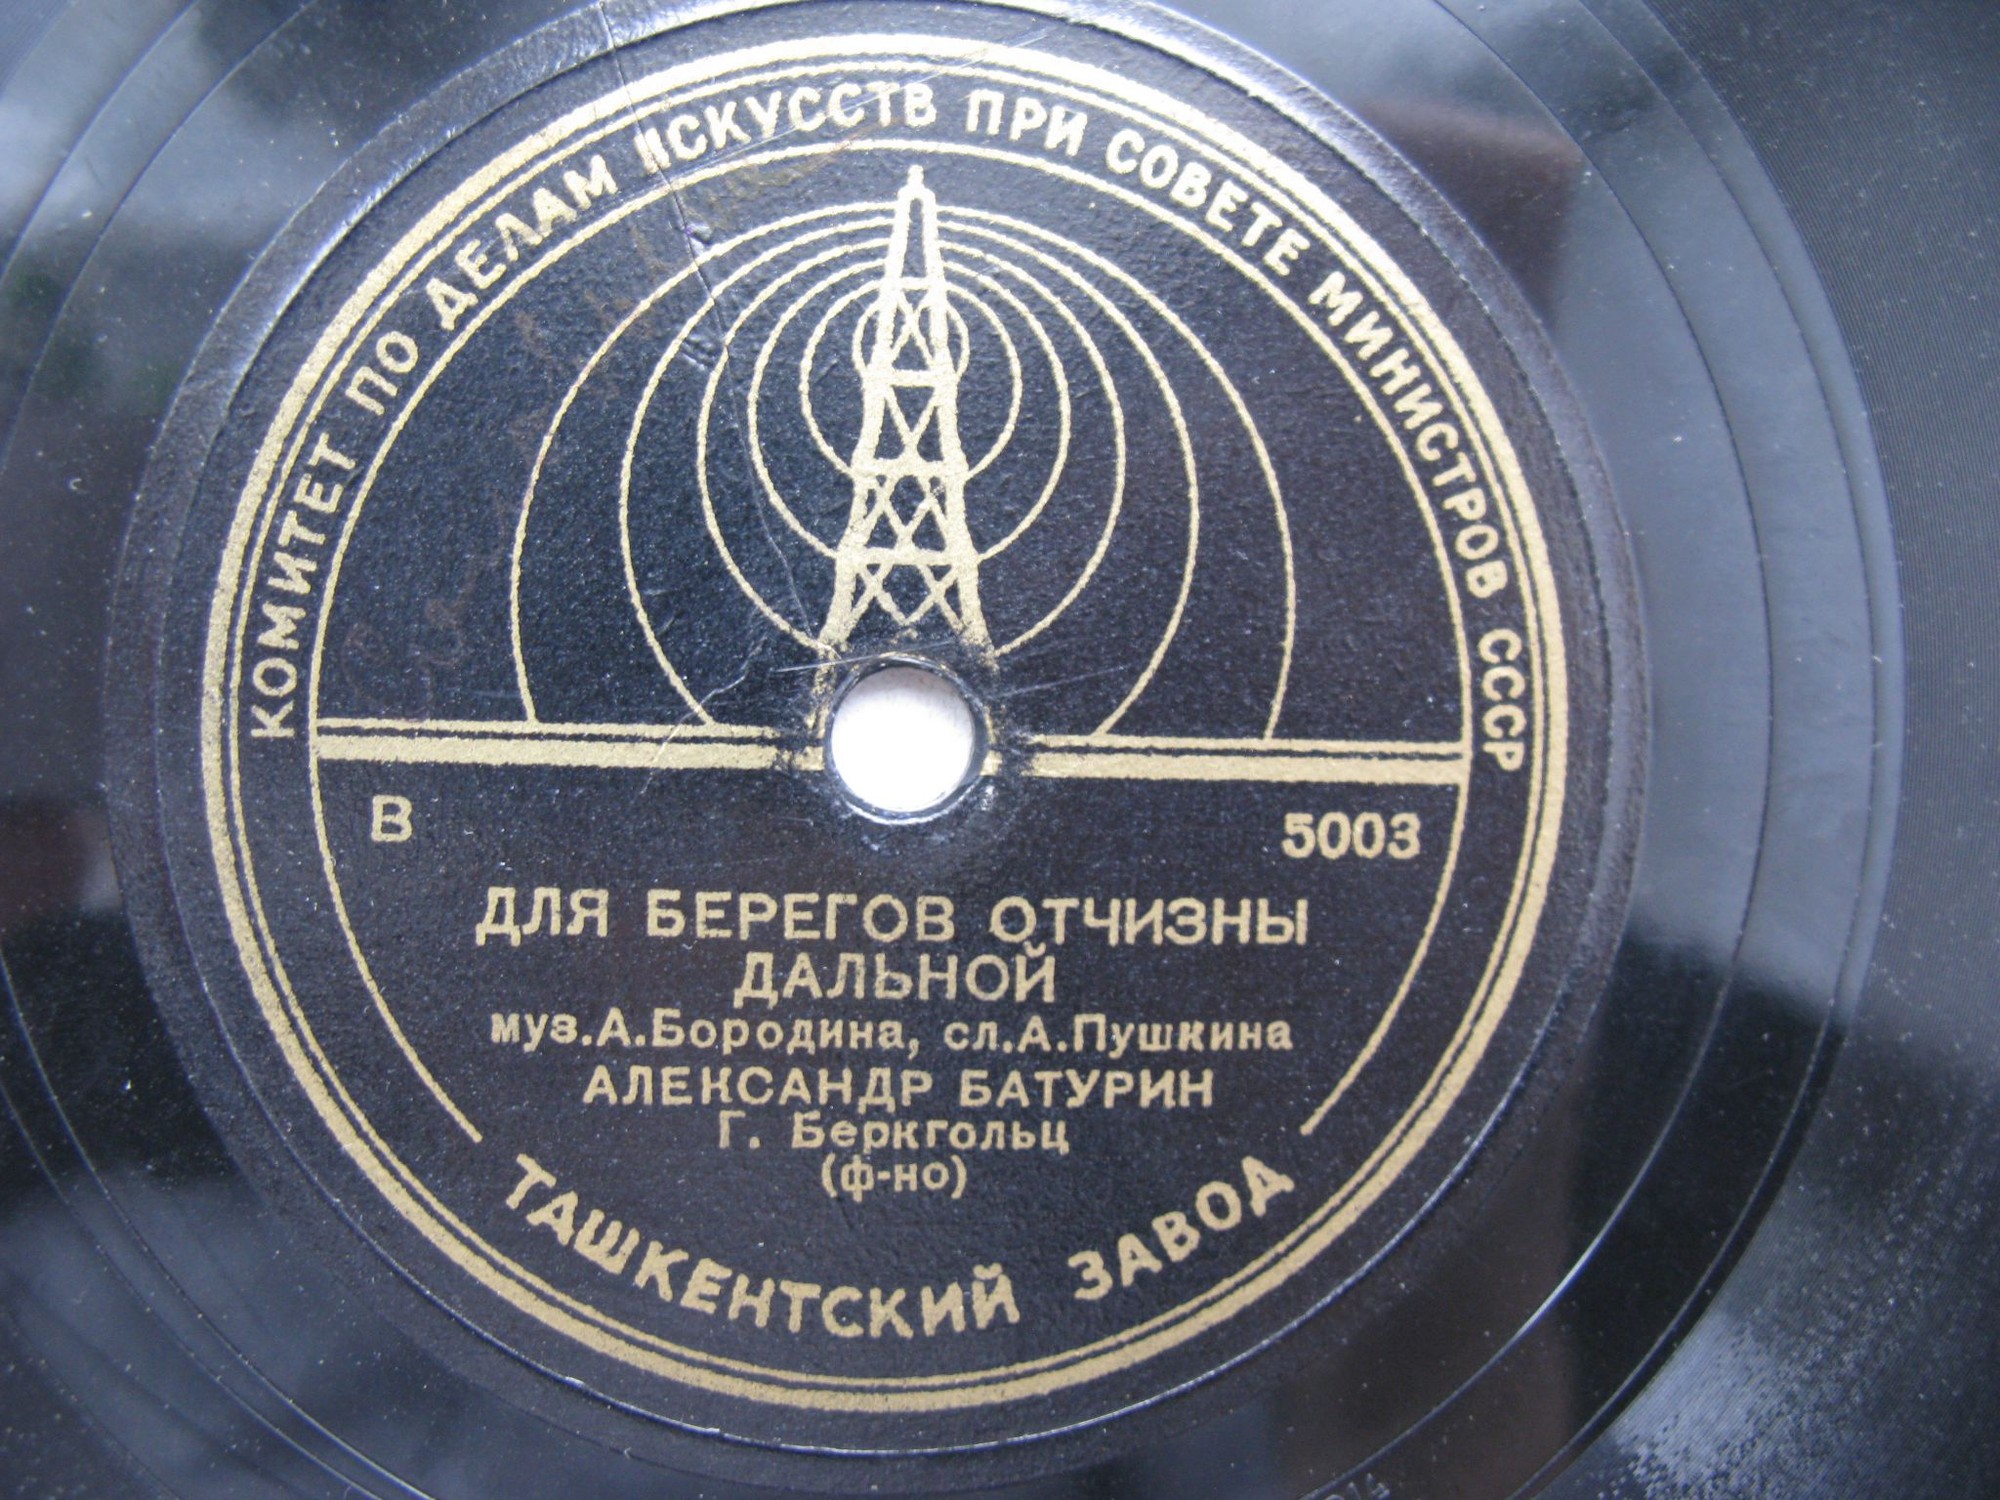 КОМИТЕТ ПО ДЕЛАМ ИСКУССТВ ПРИ СОВЕТЕ МИНИСТРОВ СССР
В 5003
ДЛЯ БЕРЕГОВ ОТЧИЗНЫ
ДАЛЬНОЙ
муз.А.Бородина, сл.А.Пушкина
АЛЕКСАНДР БАТУРИН
Г. Беркгольц
(ф-но)
ТАШКЕНТСКИЙ ЗАВОД